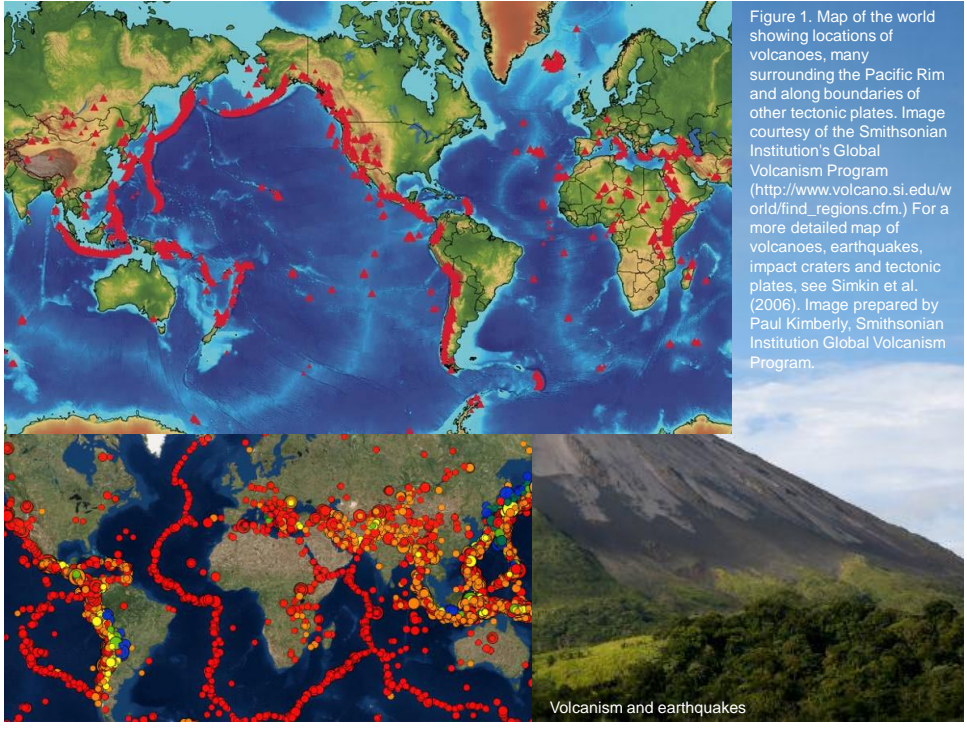 Figure 1. Map of the world
showing locations of
volcanoes, many
surrounding the Pacific Rim
and along boundaries of
other tectonic plates. Image
courtesy of the Smithsonian
Institution's Global
Volcanism Program
(http://www.volcano.si.edu/w
orld/find_regions.cfm.) For a
more detailed map of
volcanoes, earthquakes,
impact craters and tectonic
plates, see Simkin et al.
(2006). Image prepared by
Paul Kimberly, Smithsonian
Institution Global Volcanism
Program.
Volcanism and earthquakes